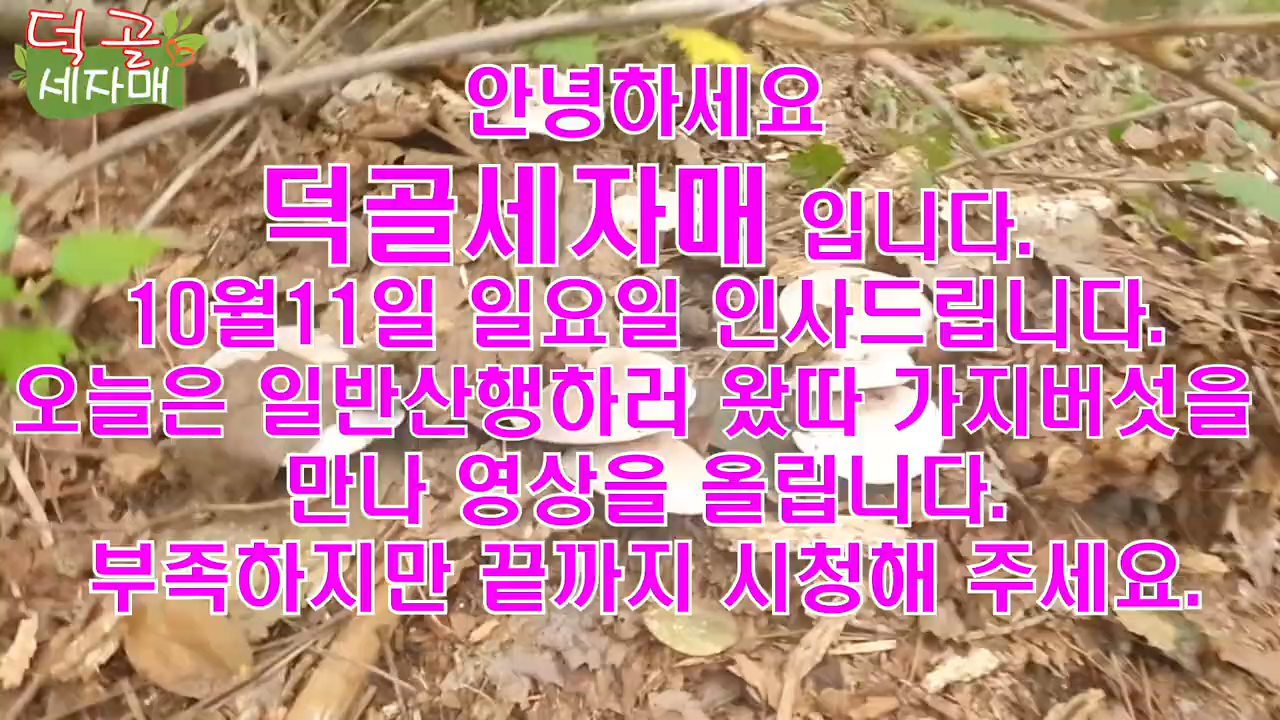 덕골
세자매
안녕하세요
덕골세자매 입니다.
10월11일 일요일 인사드립니다.
오늘은 일반산행하러 왔따 가지버섯을
만나 영상을 올립니다.
부족하지만 끝까지 시청해 주세요.